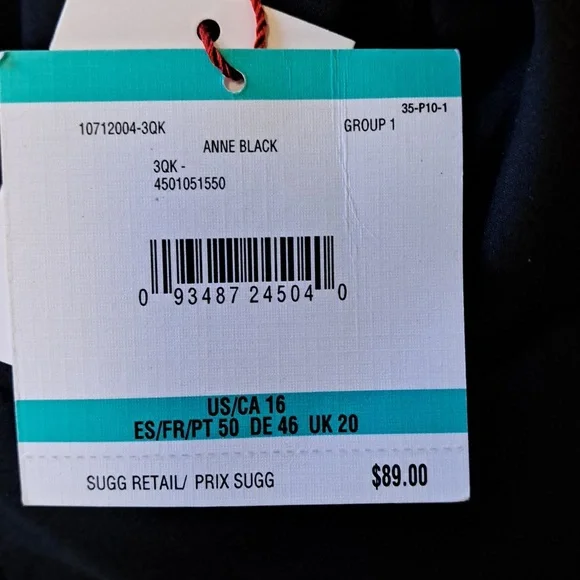 35-P10-1
10712004-3QK GROUP 1
ANNE BLACK
3QK -
4501051550
0 93487 24504 0
US/CA 16
ES/FR/PT 50 DE 46 UK 20
SUGG RETAIL/ PRIX SUGG $89.00